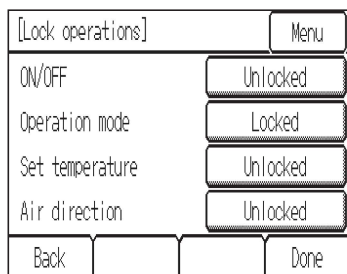 [Lock operations] Menu
ON/OFF Unlocked
Operation mode Locked
Set temperature Unlocked
Air direction Unlocked
Back Done